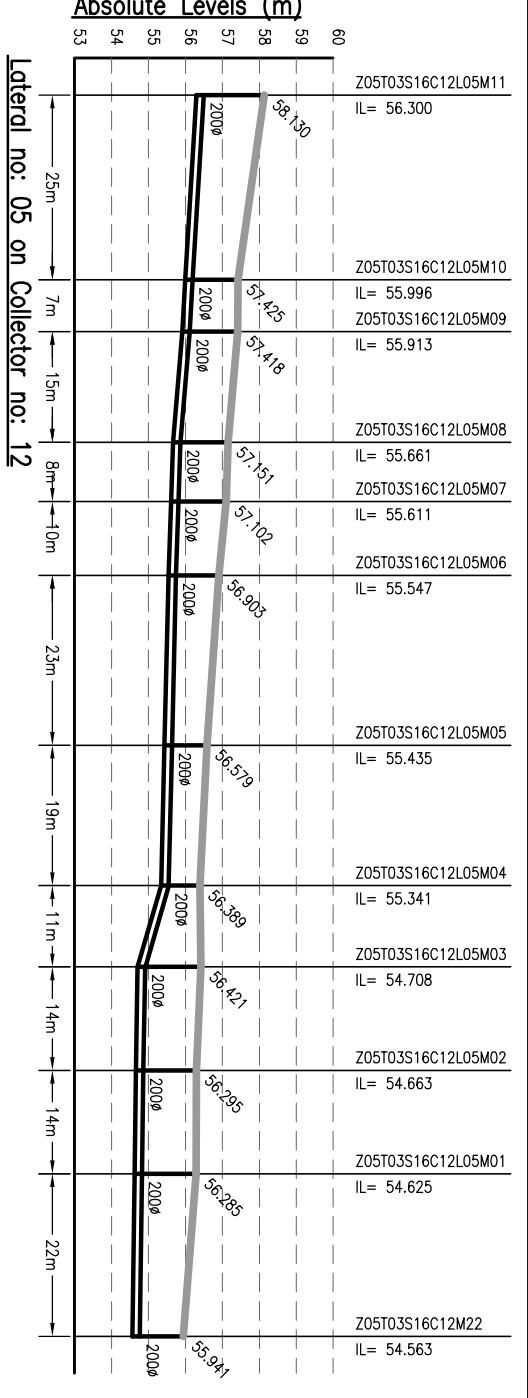 Absolute Levels (m)
53 54 55 56 57 58 59 60
Z05T03S16C12L05M11
IL= 56.300
58.130
200ø
25m
Z05T03S16C12L05M10
IL= 55.996
57.425
200ø
7m
Z05T03S16C12L05M09
IL= 55.913
57.418
200ø
15m
Z05T03S16C12L05M08
IL= 55.661
57.151
200ø
8m
Z05T03S16C12L05M07
IL= 55.611
57.102
200ø
10m
Z05T03S16C12L05M06
IL= 55.547
56.903
200ø
23m
Z05T03S16C12L05M05
IL= 55.435
56.579
200ø
19m
Z05T03S16C12L05M04
IL= 55.341
56.389
200ø
11m
Z05T03S16C12L05M03
IL= 54.708
56.421
200ø
14m
Z05T03S16C12L05M02
IL= 54.663
56.295
200ø
14m
Z05T03S16C12L05M01
IL= 54.625
56.285
200ø
22m
Z05T03S16C12M22
IL= 54.563
55.941
200ø
Lateral no: 05 on Collector no: 12